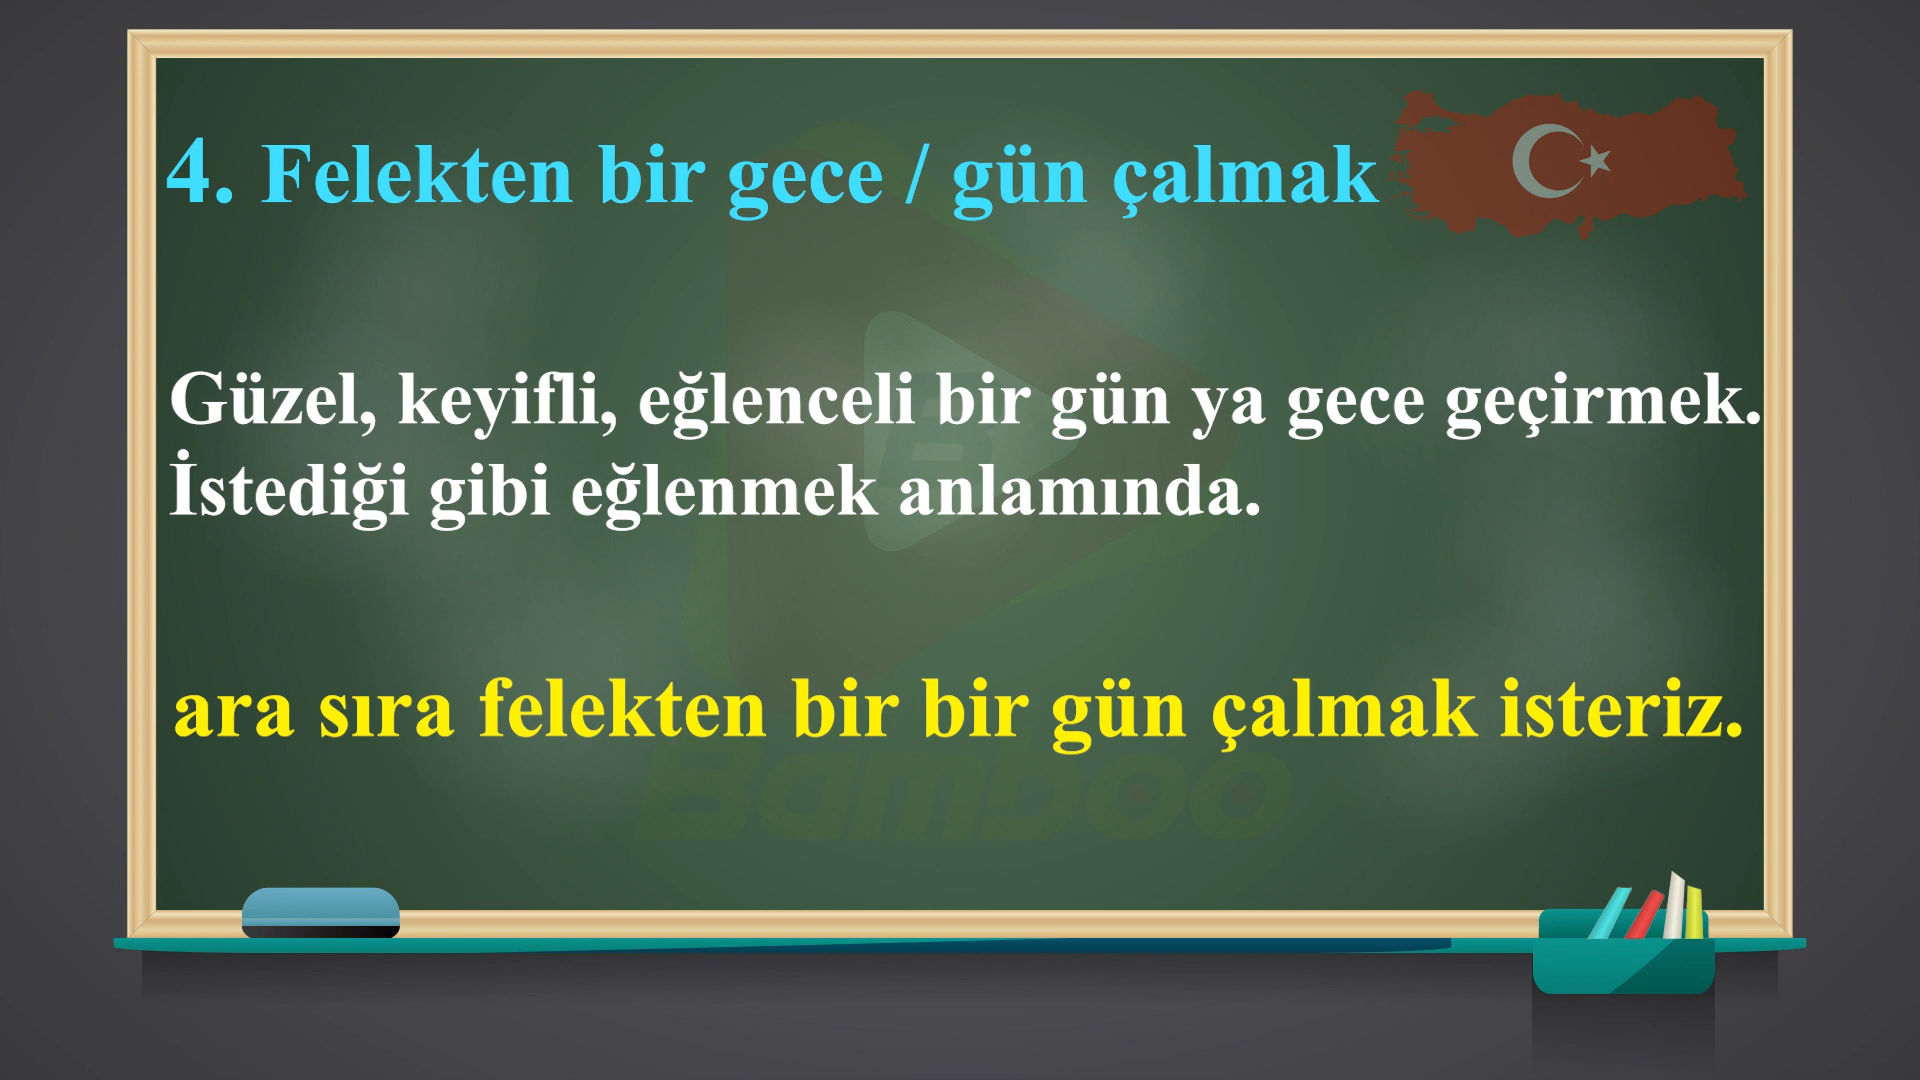 4. Felekten bir gece / gün çalmak
Güzel, keyifli, eğlenceli bir gün ya gece geçirmek.
İstediği gibi eğlenmek anlamında.
ara sıra felekten bir bir gün çalmak isteriz.
B
Bamboo